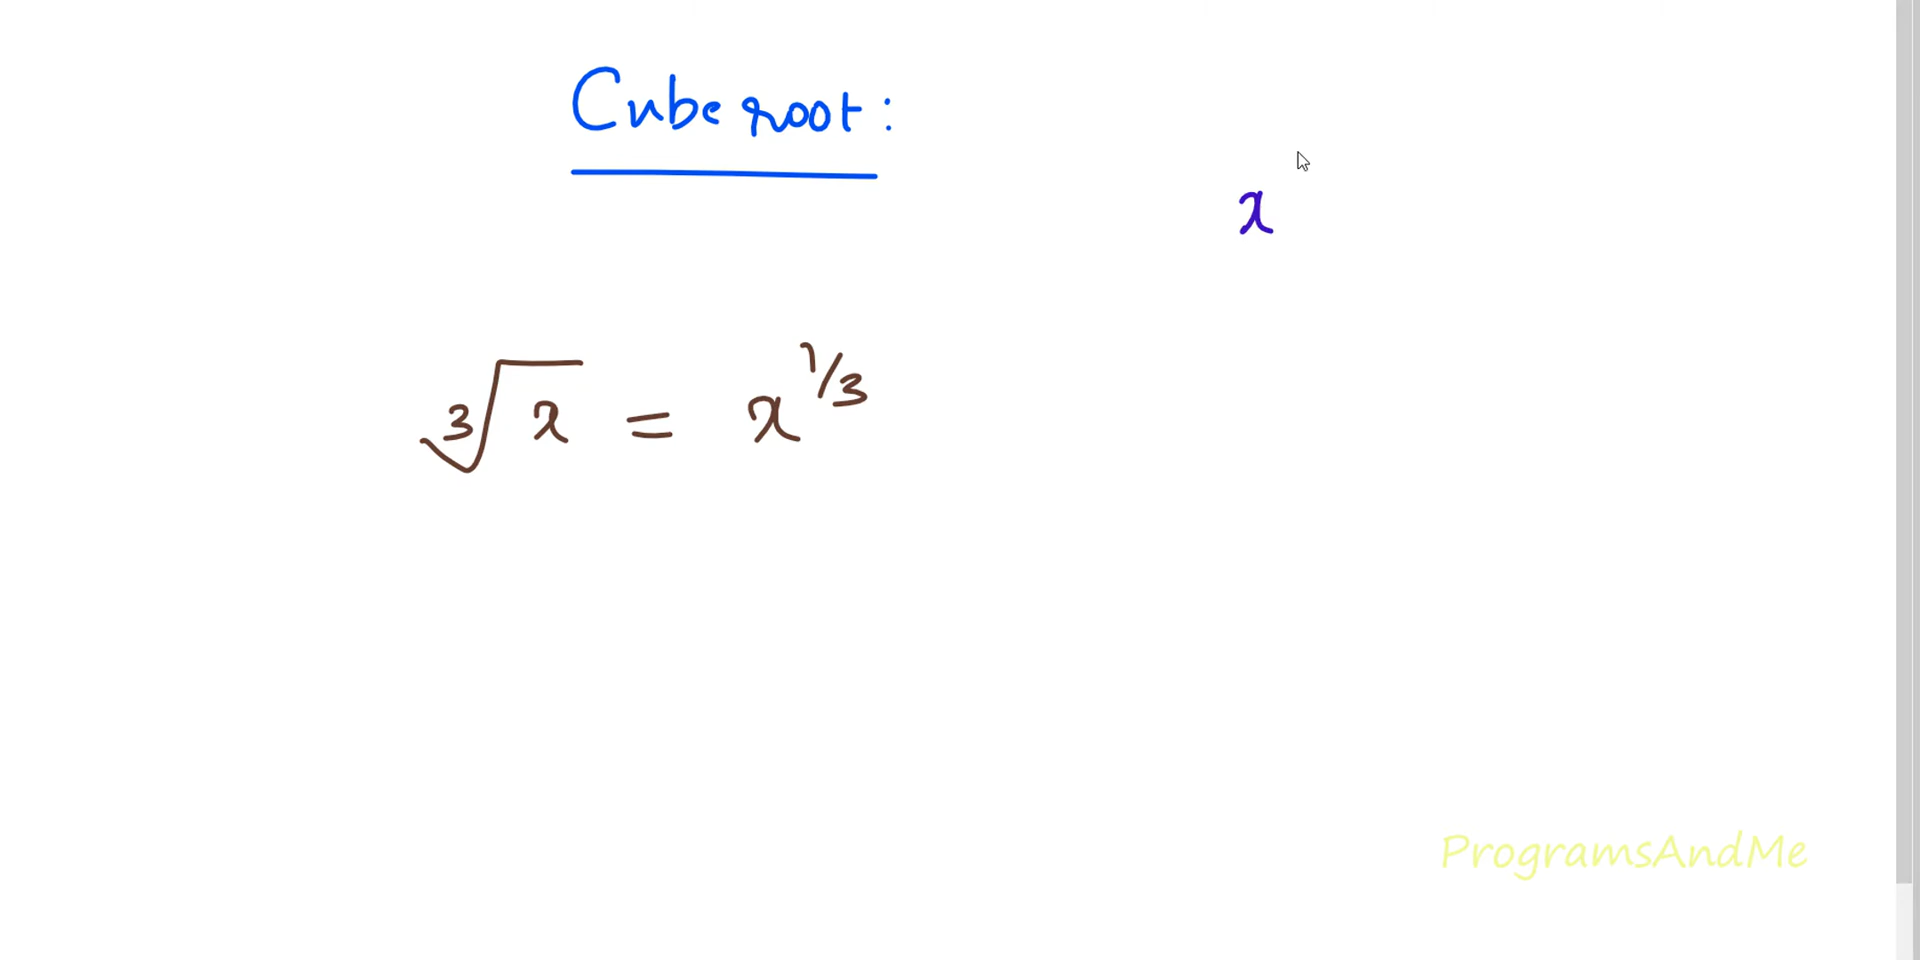 Cube root:
x
∛x = x^1/3
ProgramsAndMe